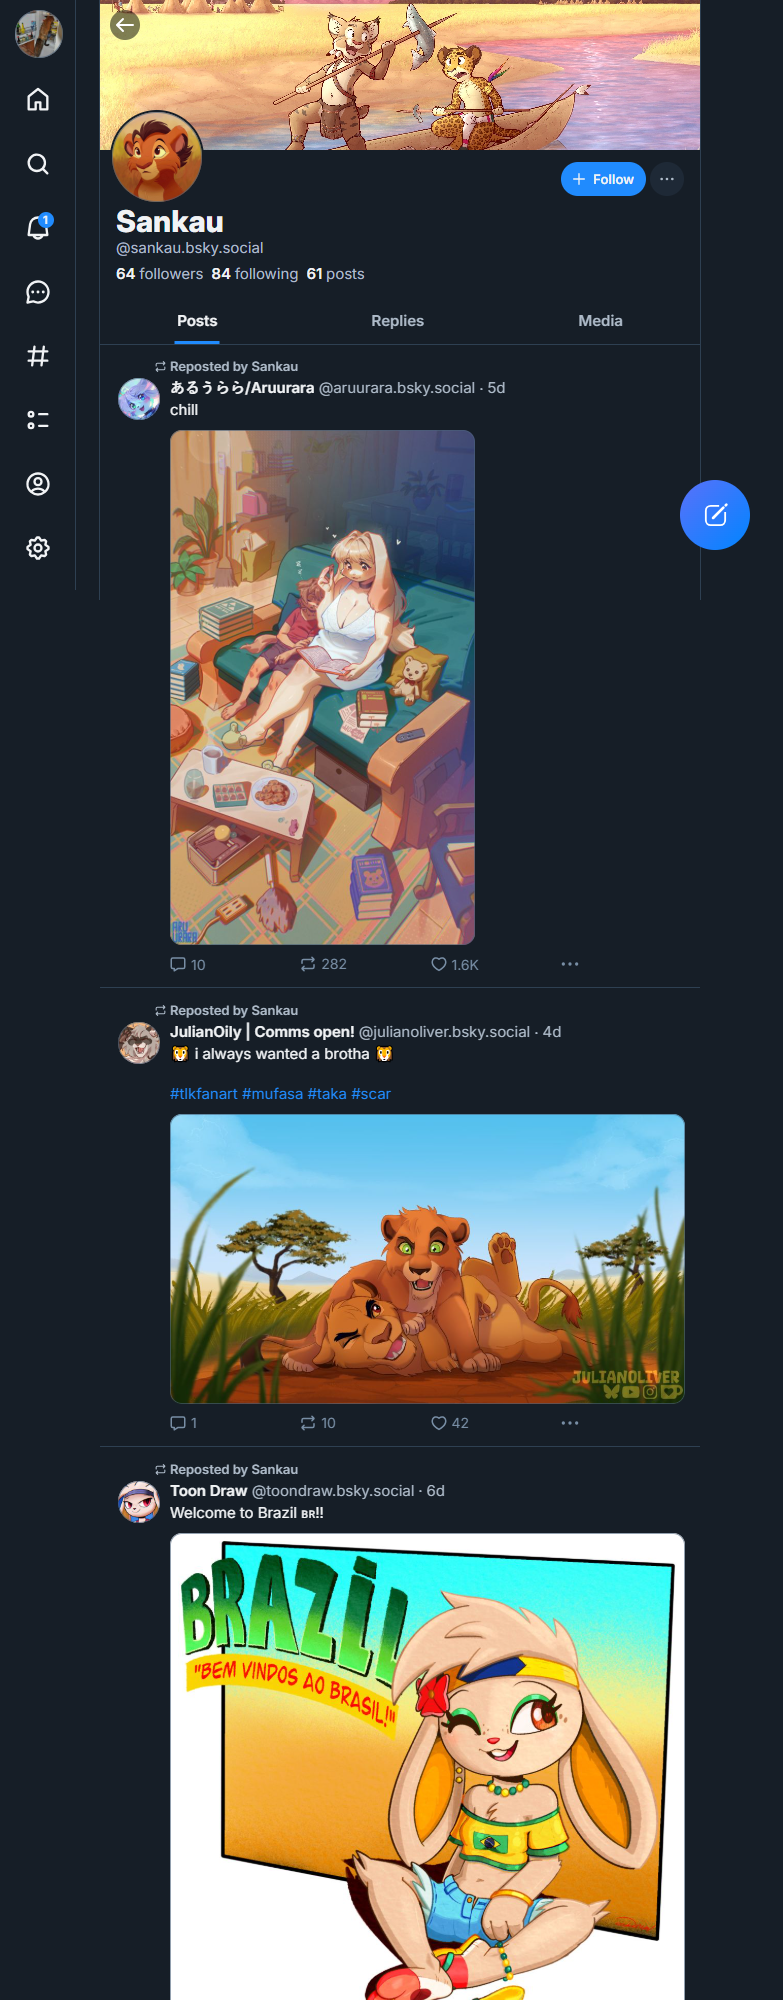 1
Follow
Sankau
@sankau.bsky.social
64 followers 84 following 61 posts
Posts
Replies
Media
Reposted by Sankau
あるうらら/Aruurara @aruurara.bsky.social · 5d
chill
ARU
RARA
10
282
1.6K
Reposted by Sankau
JulianOily | Comms open! @julianoliver.bsky.social · 4d
🦁 i always wanted a brotha 🦁
#tlkfanart #mufasa #taka #scar
JULIANOLIVER
1
10
42
Reposted by Sankau
Toon Draw @toondraw.bsky.social · 6d
Welcome to Brazil 🇧🇷!!
BRAZIL
"BEM VINDOS AO BRASIL!"